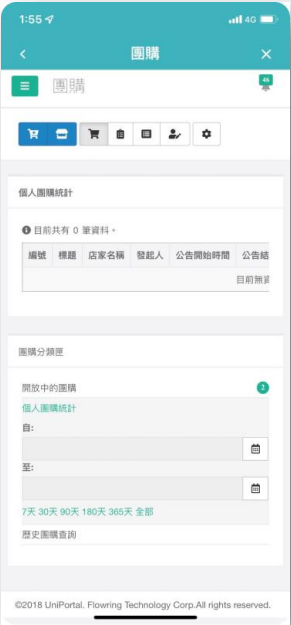 1:55 4G
團購
團購
46
個人團購統計
目前共有 0 筆資料。
編號 標題 店家名稱 發起人 公告開始時間 公告結
目前無資
團購分類匣
開放中的團購 2
個人團購統計
自:
至:
7天 30天 90天 180天 365天 全部
歷史團購查詢
©2018 UniPortal. Flowring Technology Corp.All rights reserved.